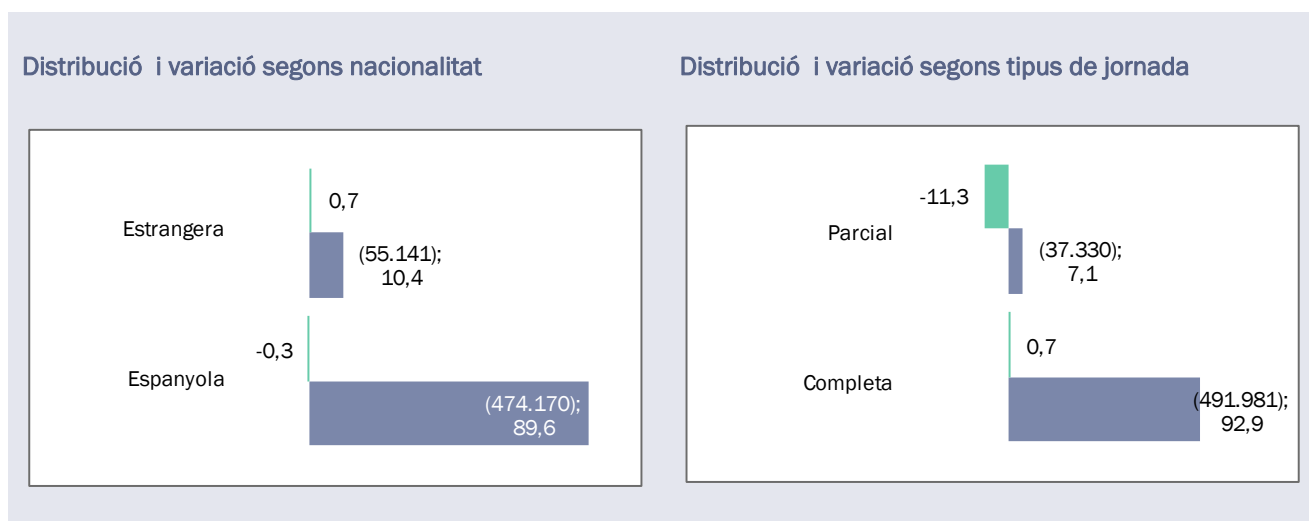 Distribució  i variació segons nacionalitat
Estrangera
0,7
(55.141);
10,4
-0,3
Espanyola
(474.170);
89,6
Distribució  i variació segons tipus de jornada
-11,3
Parcial
(37.330);
7,1
0,7
Completa
(491.981);
92,9